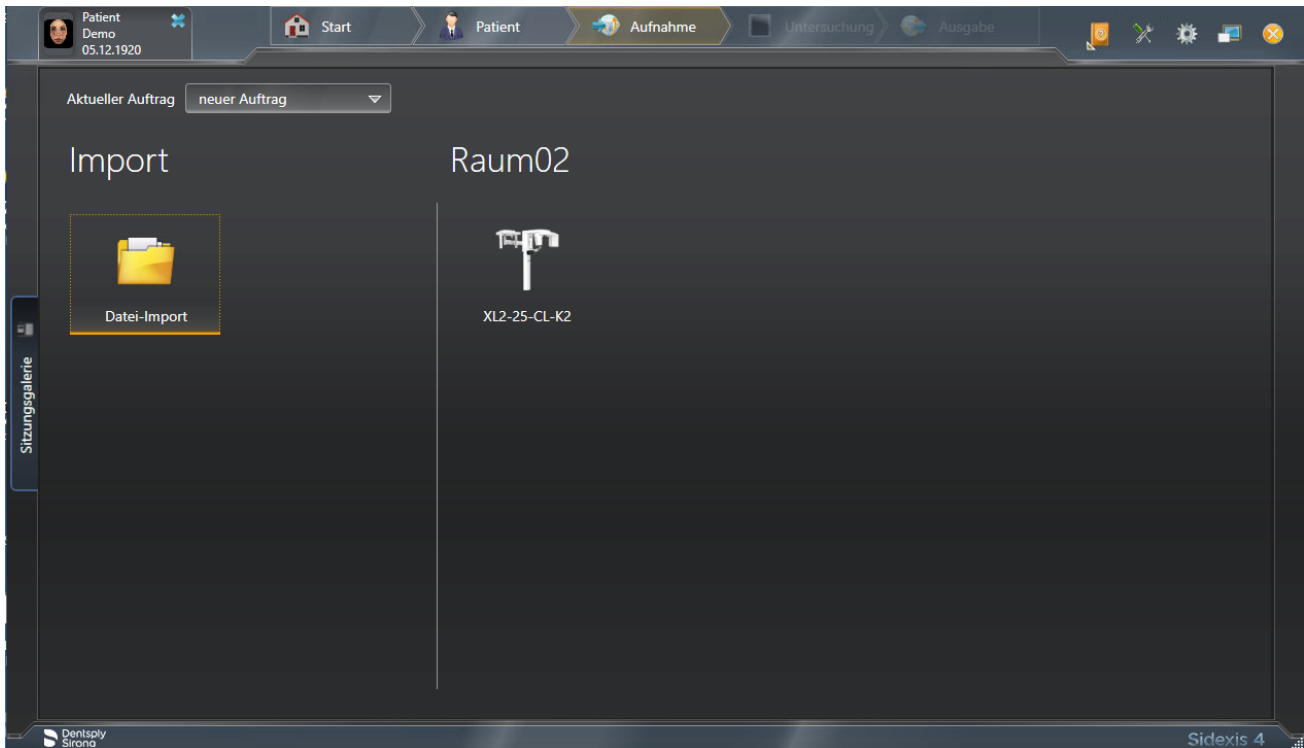 Patient
Demo
05.12.1920
Start
Patient
Aufnahme
Untersuchung
Ausgabe
Aktueller Auftrag neuer Auftrag
Import
Raum02
Datei-Import
XL2-25-CL-K2
Sitzungsgalerie
Dentsply
Sirona
Sidexis 4